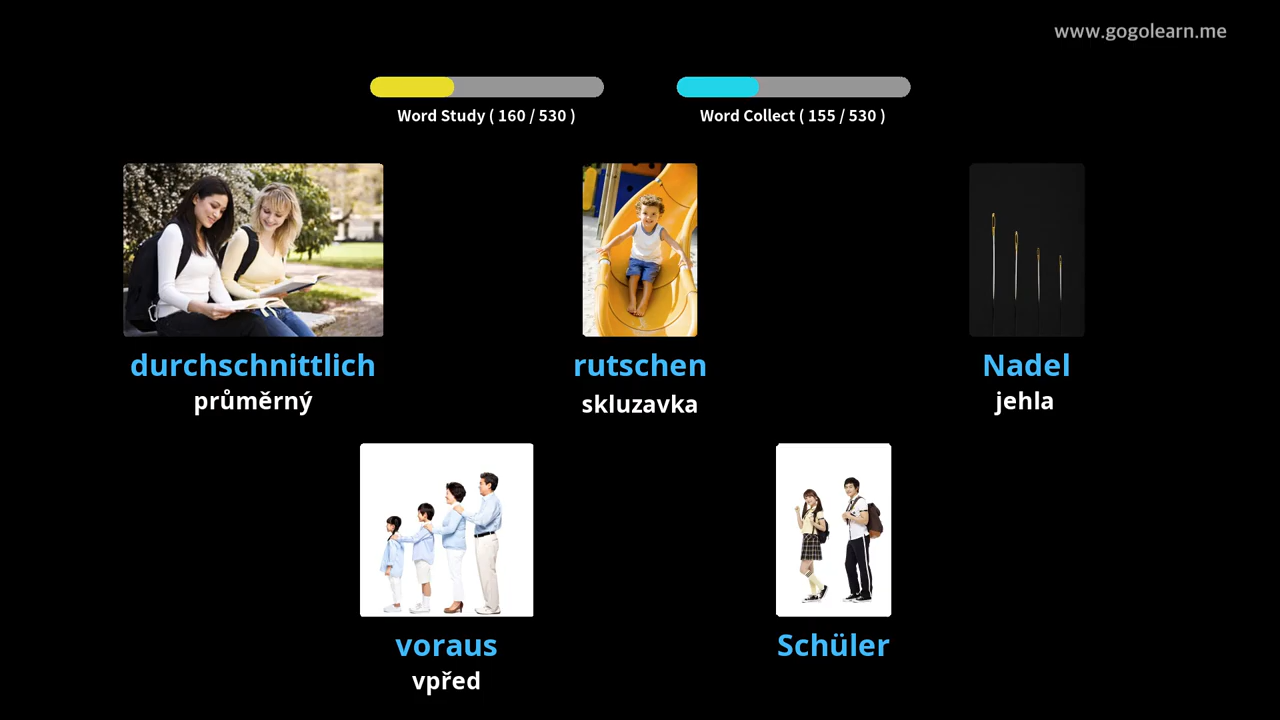 www.gogolearn.me
Word Study ( 160 / 530 )
Word Collect ( 155 / 530 )
durchschnittlich
průměrný
rutschen
skluzavka
Nadel
jehla
voraus
vpřed
Schüler